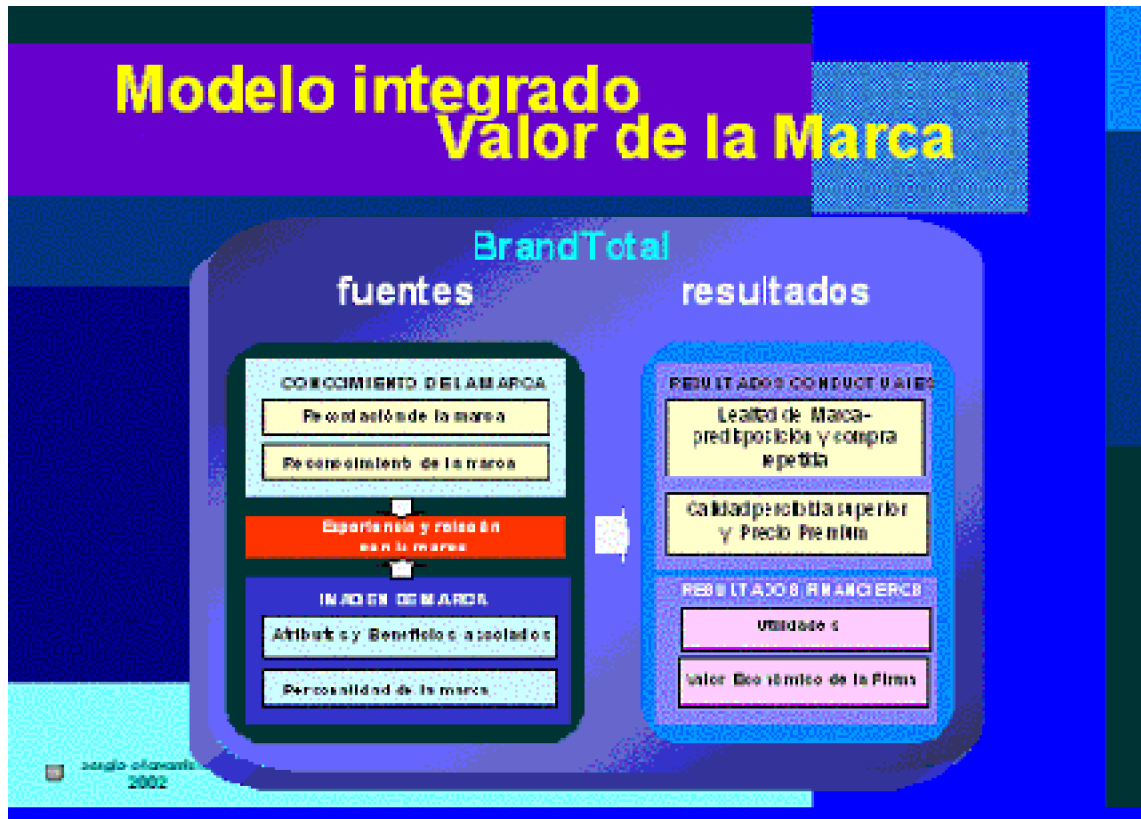 Modelo integrado
Valor de la Marca
BrandTotal
fuentes
resultados
CONOCIMIENTO DE LA MARCA
Recordación de la marca
Reconocimiento de la marca
Experiencia y relación
con la marca
IMAGEN DE MARCA
Atributos y Beneficios asociados
Personalidad de la marca
RESULTADOS CONDUCTUALES
Lealtad de Marca-
predisposición y compra
repetida
Calidad percibida superior
y Precio Premium
RESULTADOS FINANCIEROS
Utilidades
Valor Económico de la Firma
sergio
2002